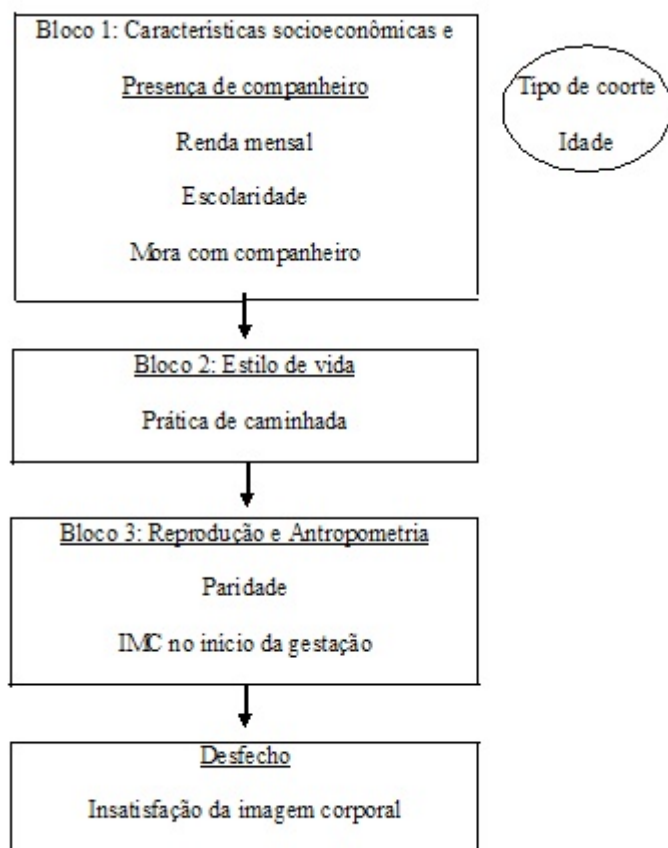 Bloco 1: Características socioeconômicas e
Presença de companheiro
Renda mensal
Escolaridade
Mora com companheiro
Tipo de coorte
Idade
Bloco 2: Estilo de vida
Prática de caminhada
Bloco 3: Reprodução e Antropometria
Paridade
IMC no início da gestação
Desfecho
Insatisfação da imagem corporal